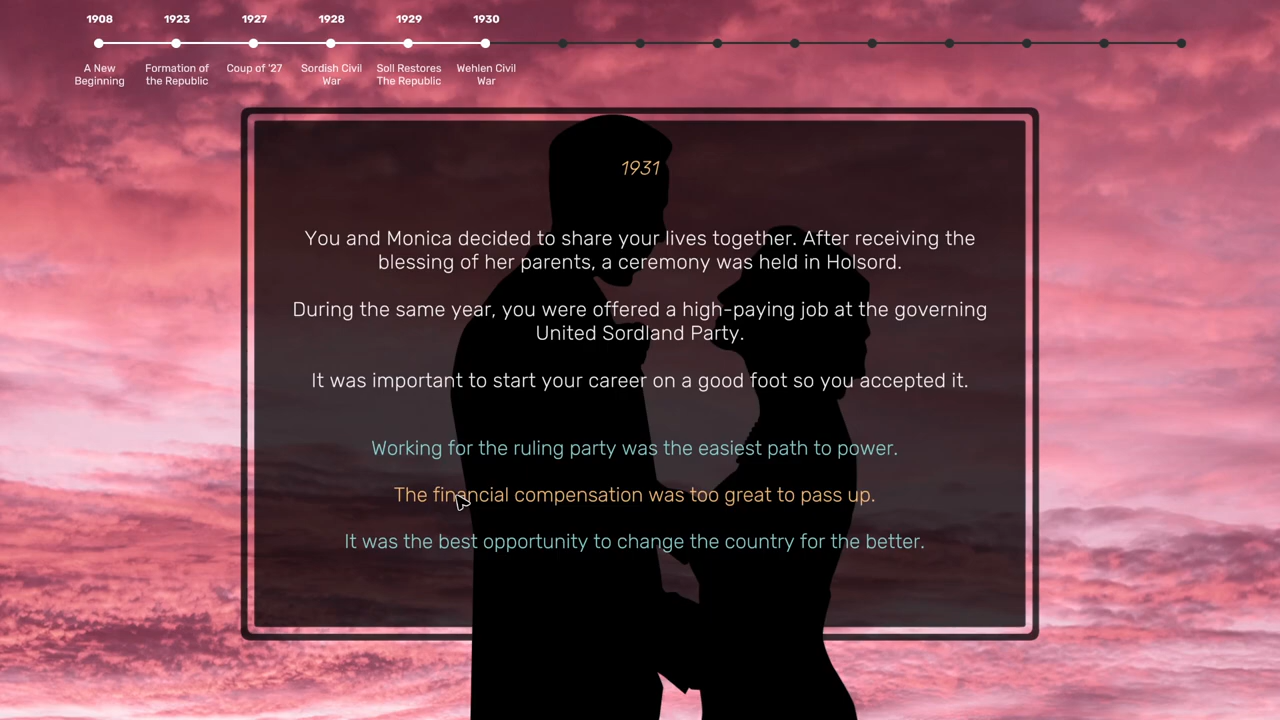 1908 1923 1927 1928 1929 1930
A New Beginning
Formation of the Republic
Coup of '27
Sordish Civil War
Soll Restores The Republic
Wehlen Civil War
1931
You and Monica decided to share your lives together. After receiving the
blessing of her parents, a ceremony was held in Holsord.
During the same year, you were offered a high-paying job at the governing
United Sordland Party.
It was important to start your career on a good foot so you accepted it.
Working for the ruling party was the easiest path to power.
The financial compensation was too great to pass up.
It was the best opportunity to change the country for the better.